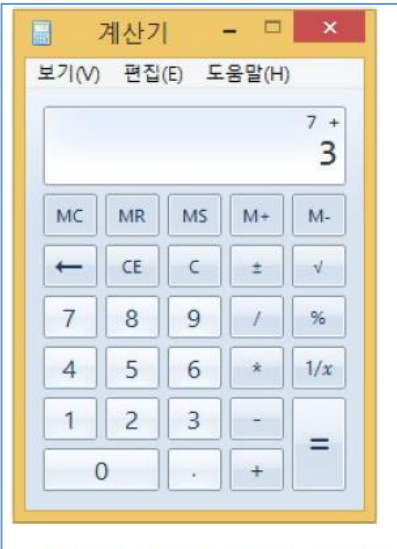 계산기
보기(V) 편집(E) 도움말(H)
7 +
3
MC MR MS M+ M-
← CE C ± √
7 8 9 / %
4 5 6 * 1/x
1 2 3 -
=
0 . +